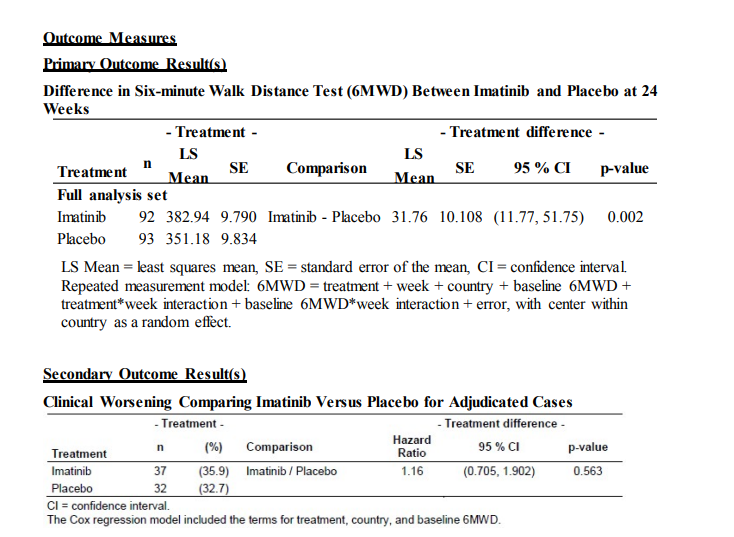 Outcome Measures
Primary Outcome Result(s)
Difference in Six-minute Walk Distance Test (6MWD) Between Imatinib and Placebo at 24
Weeks
- Treatment - - Treatment difference -
Treatment n LS Mean SE Comparison LS Mean SE 95 % CI p-value
Full analysis set
Imatinib 92 382.94 9.790 Imatinib - Placebo 31.76 10.108 (11.77, 51.75) 0.002
Placebo 93 351.18 9.834
LS Mean = least squares mean, SE = standard error of the mean, CI = confidence interval.
Repeated measurement model: 6MWD = treatment + week + country + baseline 6MWD +
treatment*week interaction + baseline 6MWD*week interaction + error, with center within
country as a random effect.
Secondary Outcome Result(s)
Clinical Worsening Comparing Imatinib Versus Placebo for Adjudicated Cases
- Treatment - - Treatment difference -
Treatment n (%) Comparison Hazard Ratio 95 % CI p-value
Imatinib 37 (35.9) Imatinib / Placebo 1.16 (0.705, 1.902) 0.563
Placebo 32 (32.7)
CI = confidence interval.
The Cox regression model included the terms for treatment, country, and baseline 6MWD.